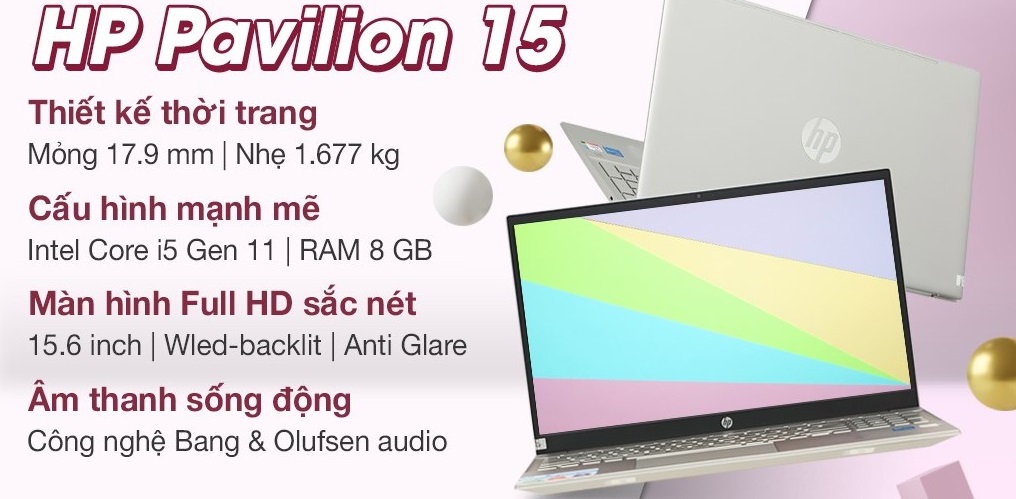 HP Pavilion 15
Thiết kế thời trang
Mỏng 17.9 mm | Nhẹ 1.677 kg
Cấu hình mạnh mẽ
Intel Core i5 Gen 11 | RAM 8 GB
Màn hình Full HD sắc nét
15.6 inch | Wled-backlit | Anti Glare
Âm thanh sống động
Công nghệ Bang & Olufsen audio
hp
hp